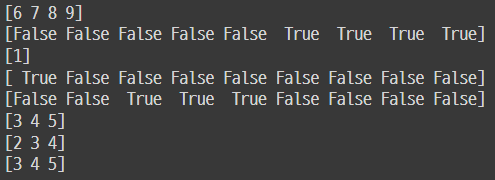 [6 7 8 9]
[False False False False False  True  True  True  True]
[1]
[ True False False False False False False False False]
[False False  True  True  True False False False False]
[3 4 5]
[2 3 4]
[3 4 5]